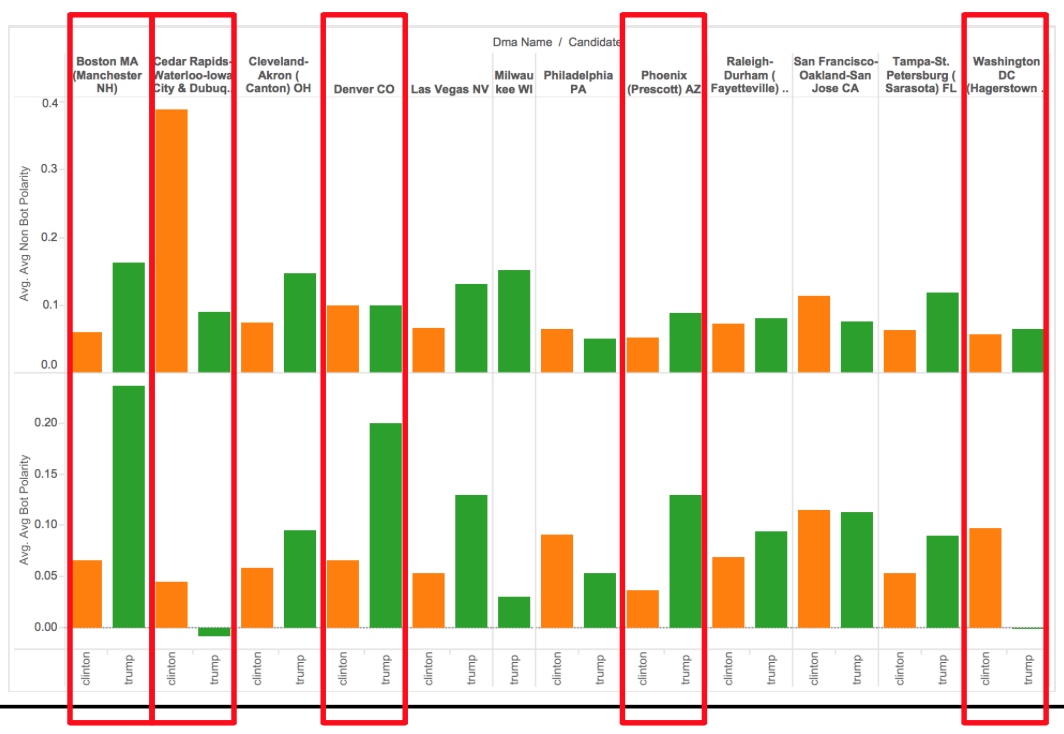 Dma Name / Candidate
Boston MA
(Manchester
NH)
Cedar Rapids-
Waterloo-Iowa
City & Dubuq..
Cleveland-
Akron (
Canton) OH
Denver CO
Las Vegas NV
Milwau
kee WI
Philadelphia
PA
Phoenix
(Prescott) AZ
Raleigh-
Durham (
Fayetteville) ..
San Francisco-
Oakland-San
Jose CA
Tampa-St.
Petersburg (
Sarasota) FL
Washington
DC
(Hagerstown ..
Avg. Avg Non Bot Polarity
0.4
0.3
0.2
0.1
0.0
Avg. Avg Bot Polarity
0.20
0.15
0.10
0.05
0.00
clinton
trump
clinton
trump
clinton
trump
clinton
trump
clinton
trump
trump
clinton
trump
clinton
trump
clinton
trump
clinton
trump
clinton
trump
clinton
trump